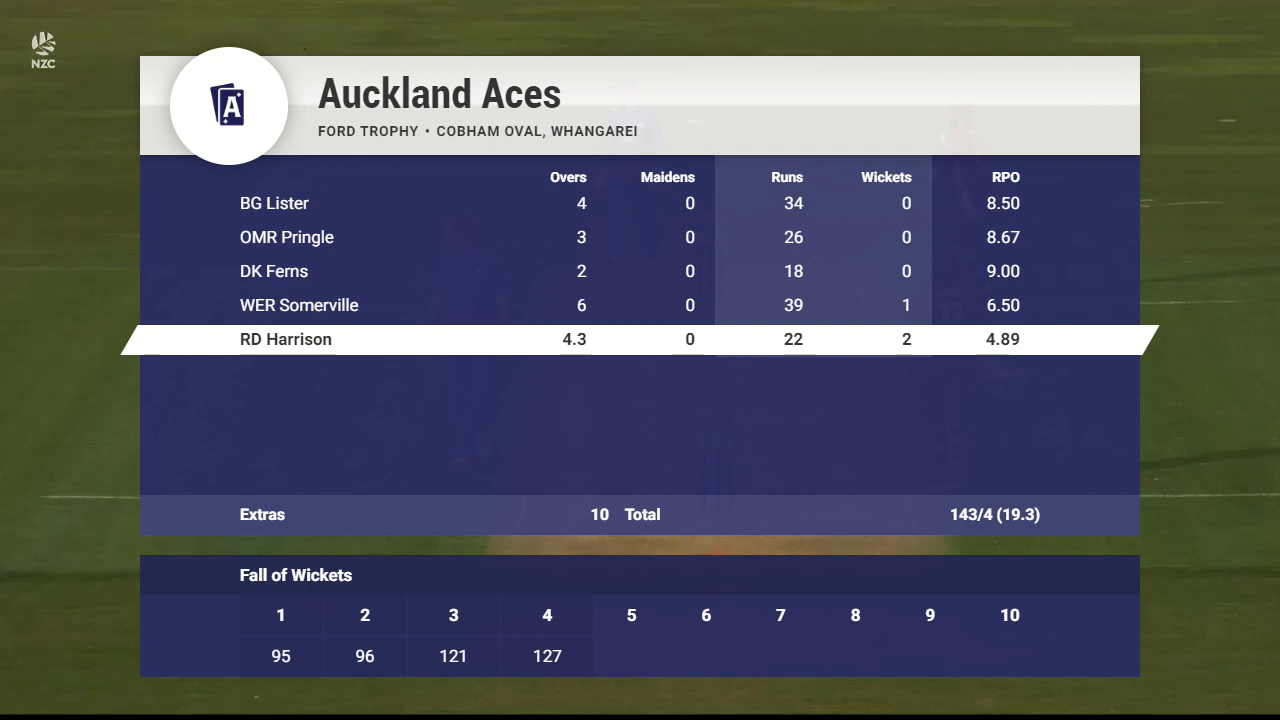 NZC
A
Auckland Aces
FORD TROPHY • COBHAM OVAL, WHANGAREI
Overs Maidens Runs Wickets RPO
BG Lister 4 0 34 0 8.50
OMR Pringle 3 0 26 0 8.67
DK Ferns 2 0 18 0 9.00
WER Somerville 6 0 39 1 6.50
RD Harrison 4.3 0 22 2 4.89
Extras 10 Total 143/4 (19.3)
Fall of Wickets
1 2 3 4 5 6 7 8 9 10
95 96 121 127